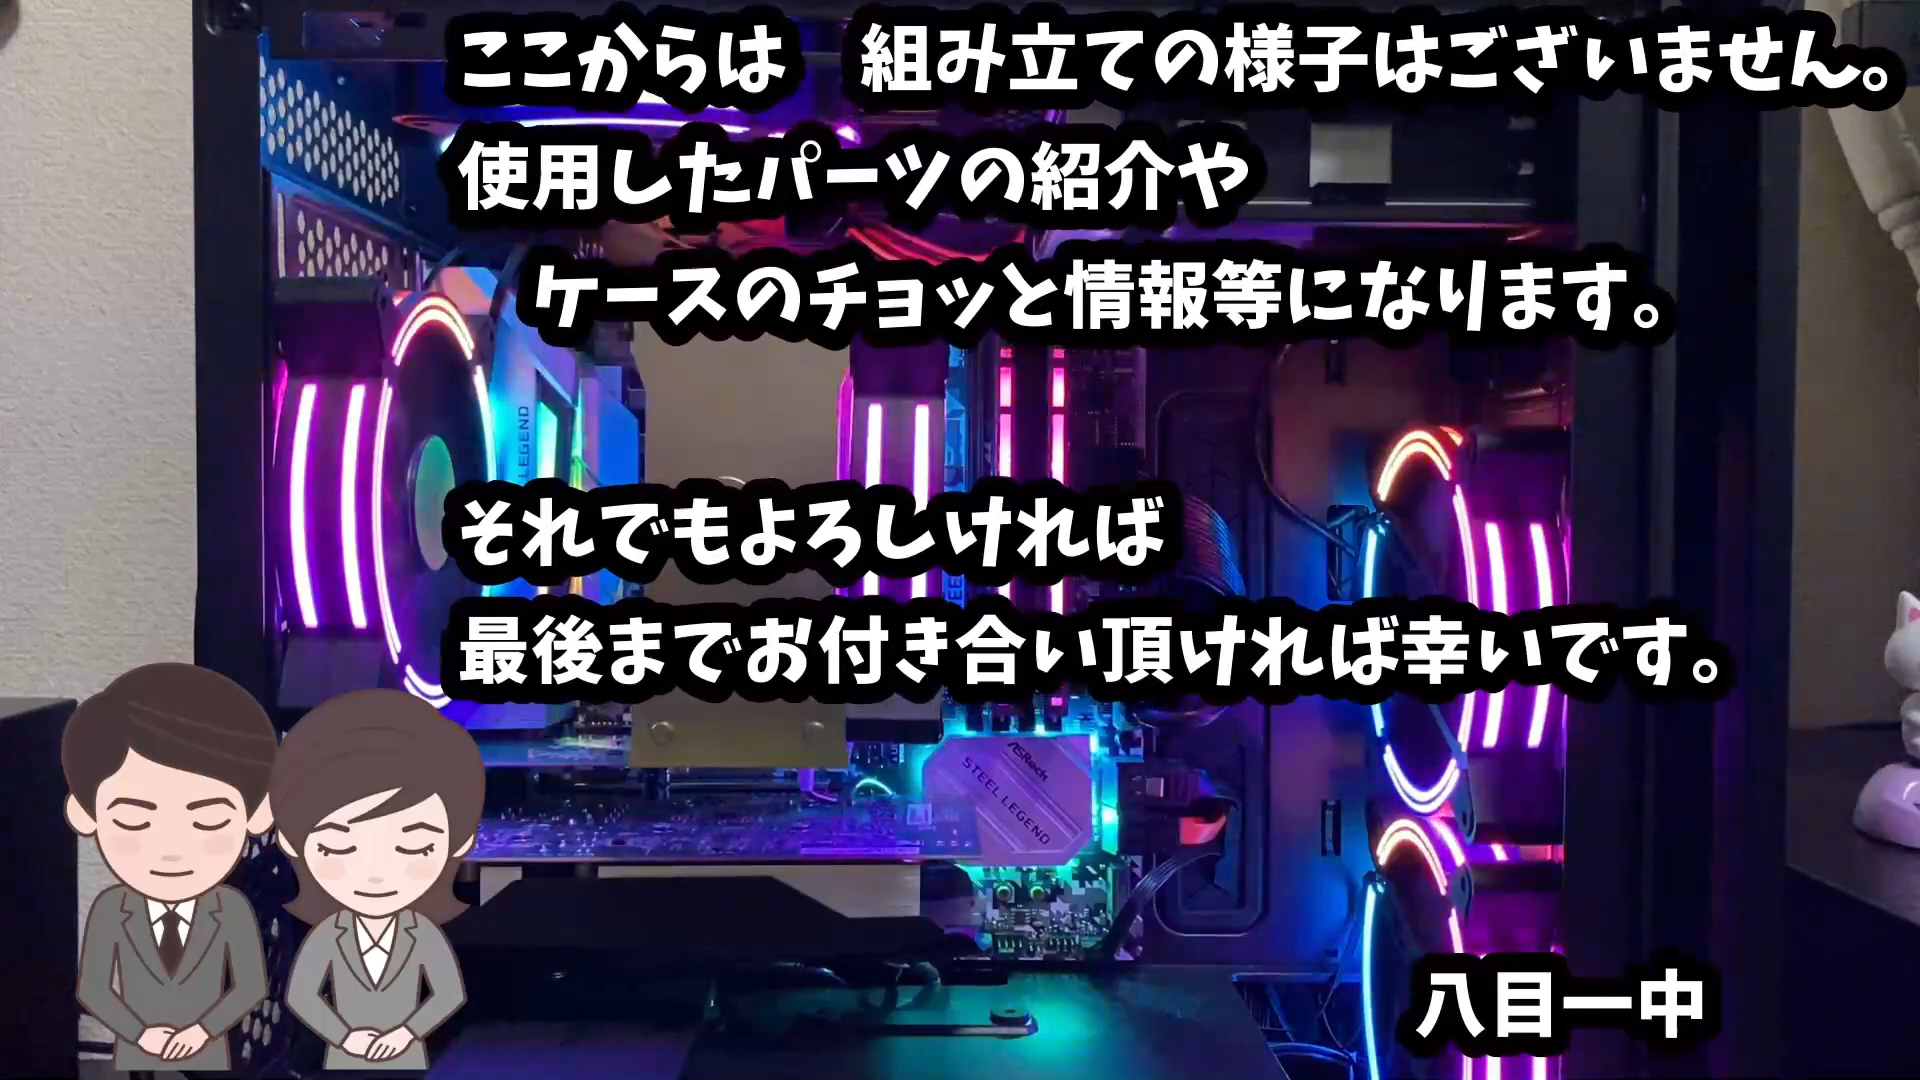 ここからは　組み立ての様子はございません。
使用したパーツの紹介や
ケースのチョッと情報等になります。
LEGEND
それでもよろしければ
最後までお付き合い頂ければ幸いです。
ASRock
STEEL LEGEND
八目一中